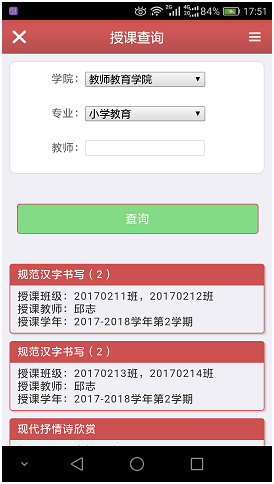 84% 17:51
授课查询
学院： 教师教育学院
专业： 小学教育
教师：
查询
规范汉字书写（2）
授课班级：20170211班，20170212班
授课教师：邱志
授课学年：2017-2018学年第2学期
规范汉字书写（2）
授课班级：20170213班，20170214班
授课教师：邱志
授课学年：2017-2018学年第2学期
现代抒情诗欣赏